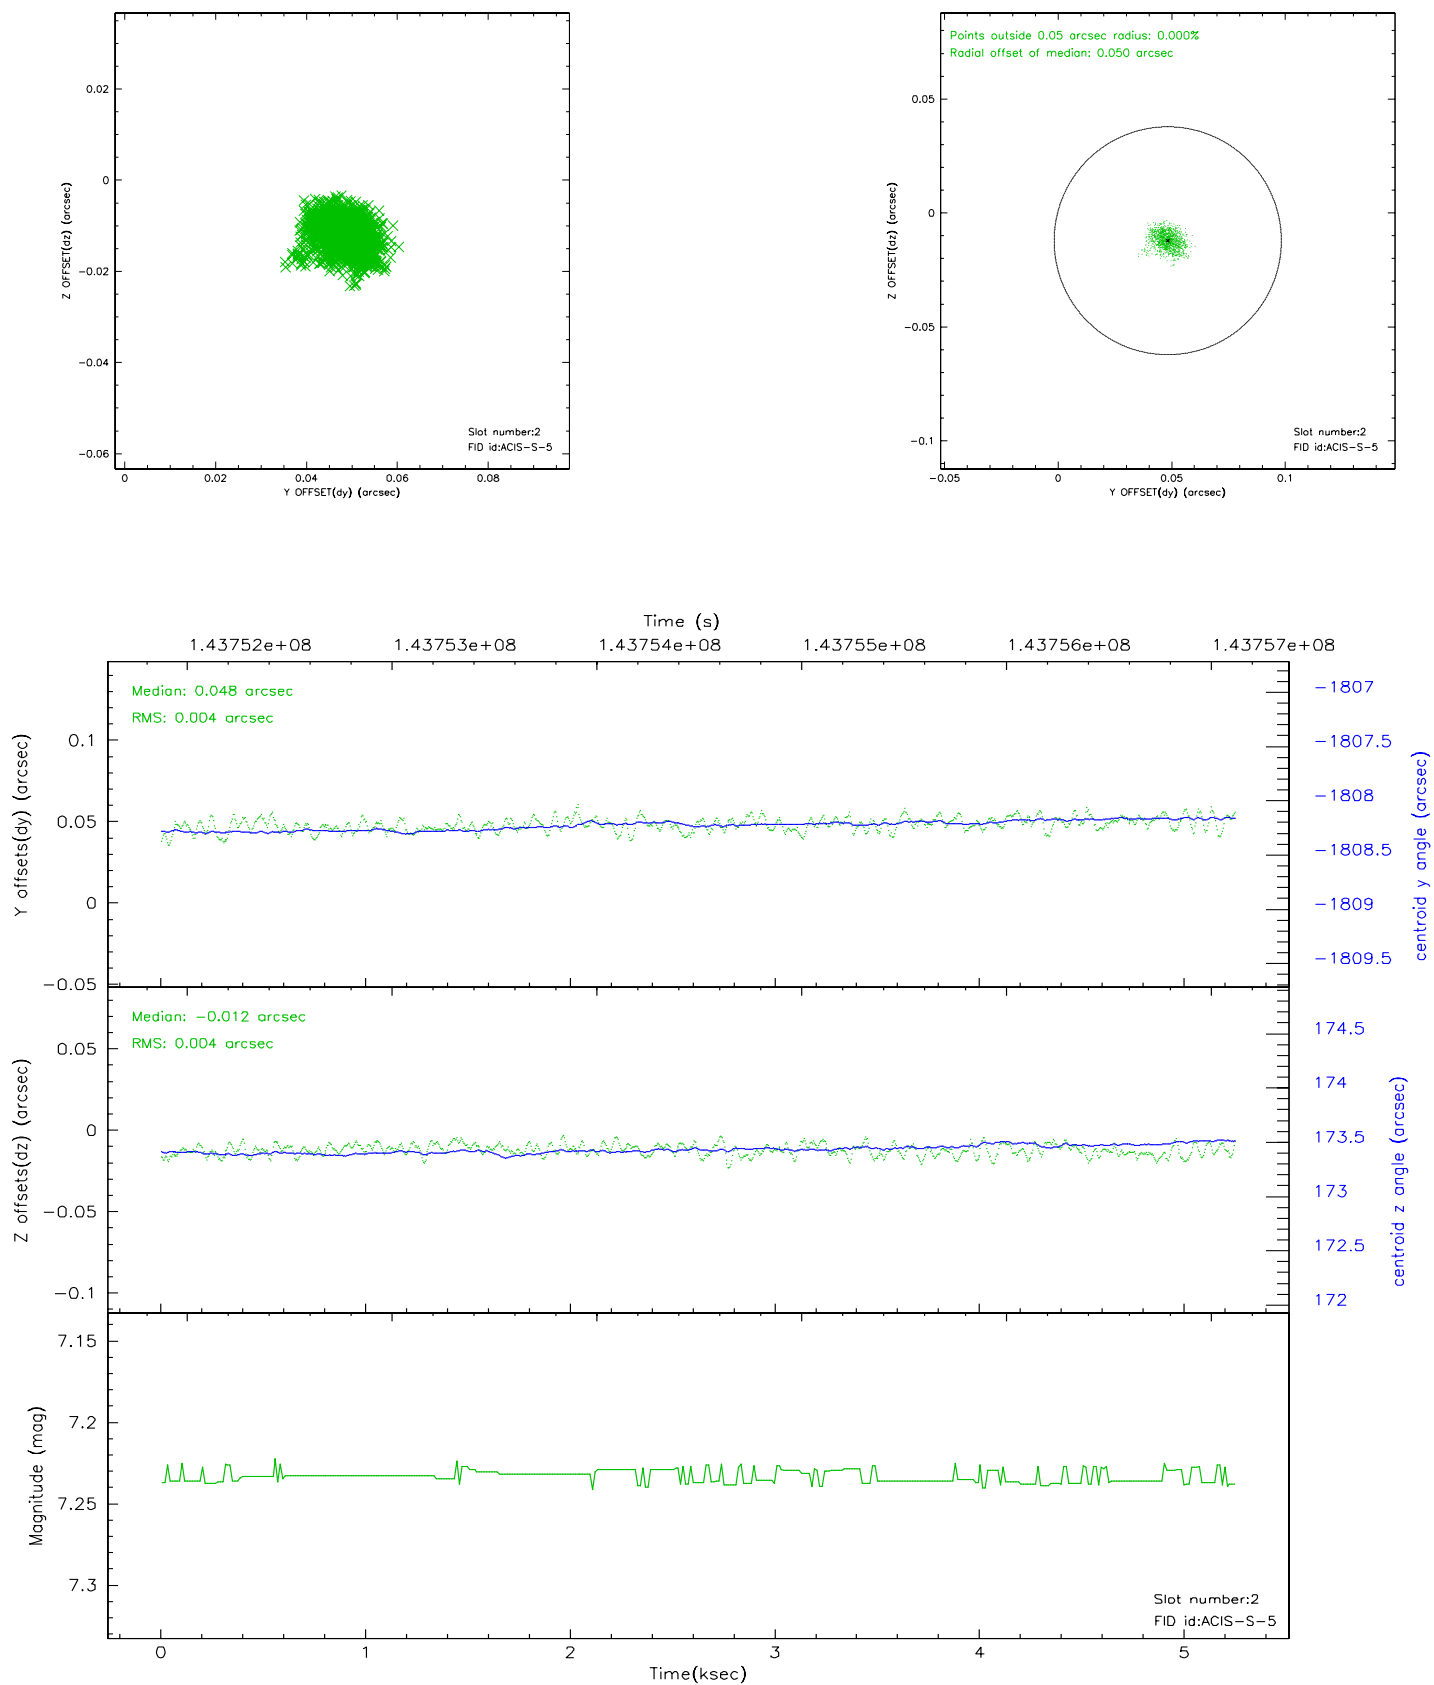 0.02
0
-0.02
-0.04
-0.06
Z OFFSET(dz) (arcsec)
0
0.02
0.04
0.06
0.08
Y OFFSET(dy) (arcsec)
Slot number:2
FID id:ACIS-S-5
Points outside 0.05 arcsec radius: 0.000%
Radial offset of median: 0.050 arcsec
0.05
0
-0.05
-0.1
Z OFFSET(dz) (arcsec)
-0.05
0
0.05
0.1
Y OFFSET(dy) (arcsec)
Slot number:2
FID id:ACIS-S-5
Time (s)
1.43752e+08
1.43753e+08
1.43754e+08
1.43755e+08
1.43756e+08
1.43757e+08
Median: 0.048 arcsec
RMS: 0.004 arcsec
0.1
0.05
0
-0.05
Y offsets(dy) (arcsec)
-1807
-1807.5
-1808
-1808.5
-1809
-1809.5
centroid y angle (arcsec)
Median: -0.012 arcsec
RMS: 0.004 arcsec
0.05
0
-0.05
-0.1
Z offsets(dz) (arcsec)
174.5
174
173.5
173
172.5
172
centroid z angle (arcsec)
7.15
7.2
7.25
7.3
Magnitude (mag)
Slot number:2
FID id:ACIS-S-5
0
1
2
3
4
5
Time(ksec)